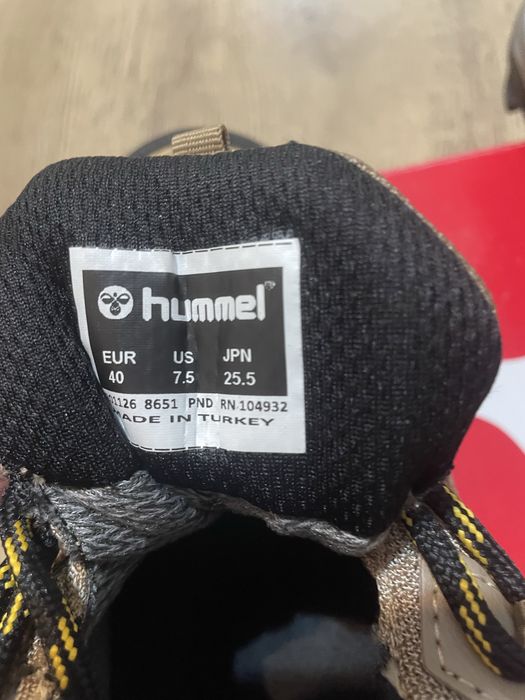 hummel
EUR US JPN
40 7.5 25.5
8651 PND RN 104932
MADE IN TURKEY